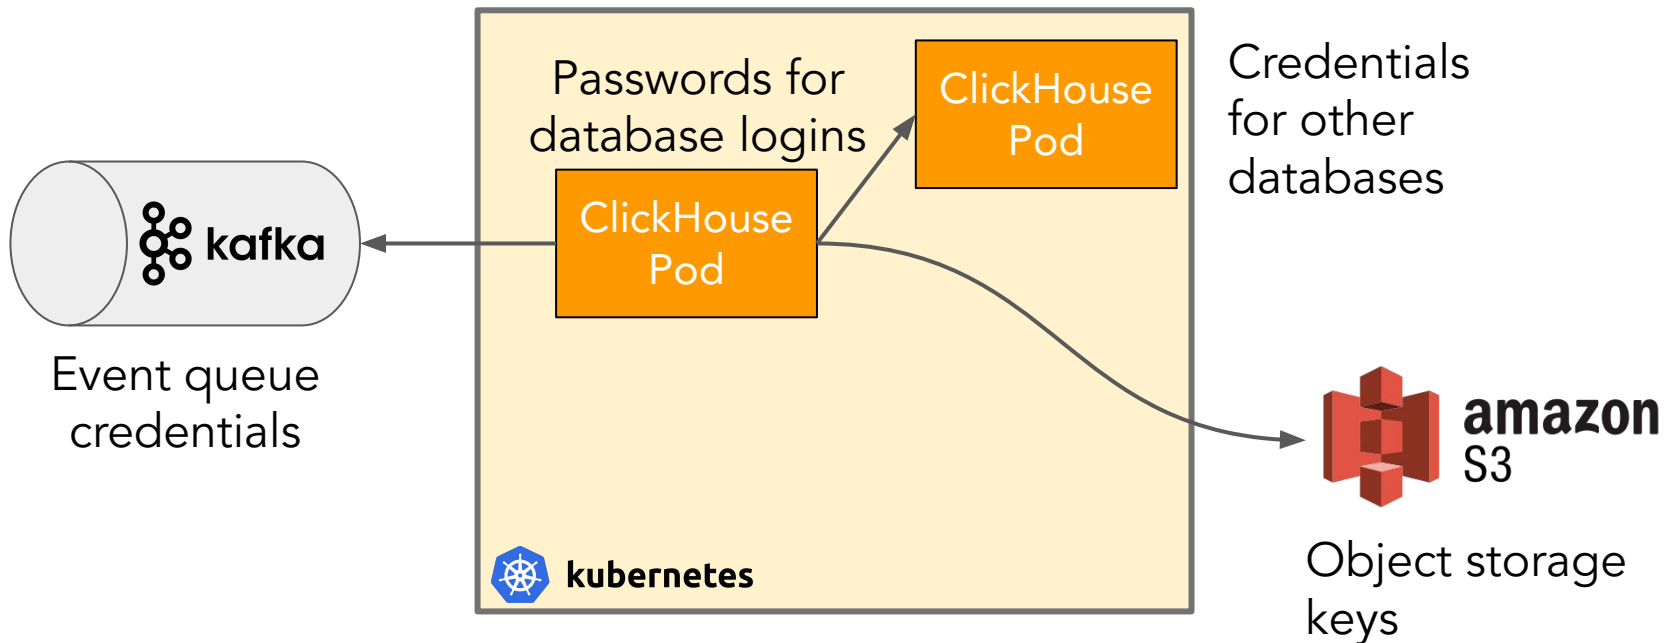 Passwords for
database logins
ClickHouse
Pod
Credentials
for other
databases
ClickHouse
Pod
kafka
Event queue
credentials
amazon
S3
Object storage
keys
kubernetes